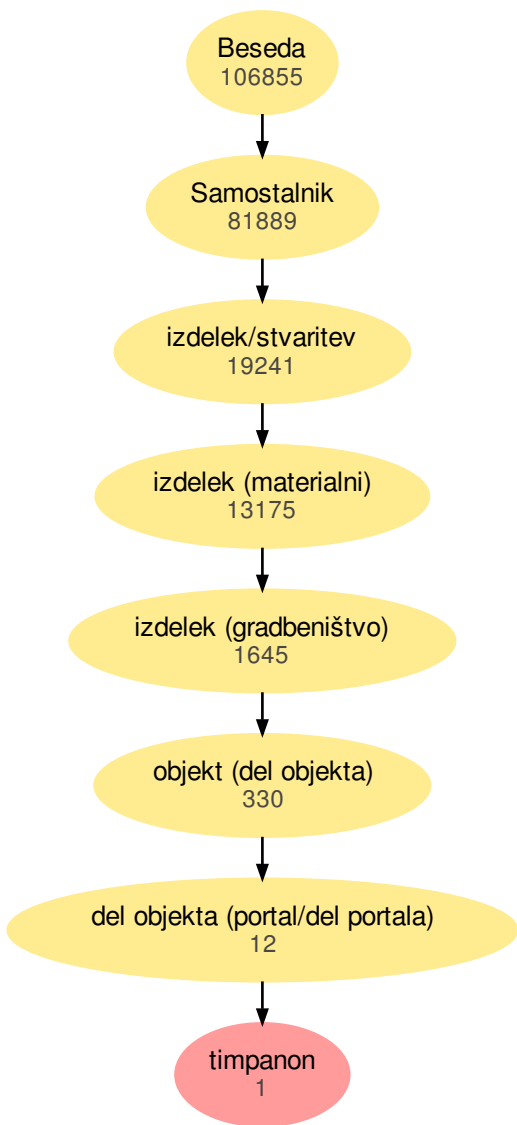 Beseda
106855
Samostalnik
81889
izdelek/stvaritev
19241
izdelek (materialni)
13175
izdelek (gradbeništvo)
1645
objekt (del objekta)
330
del objekta (portal/del portala)
12
timpanon
1